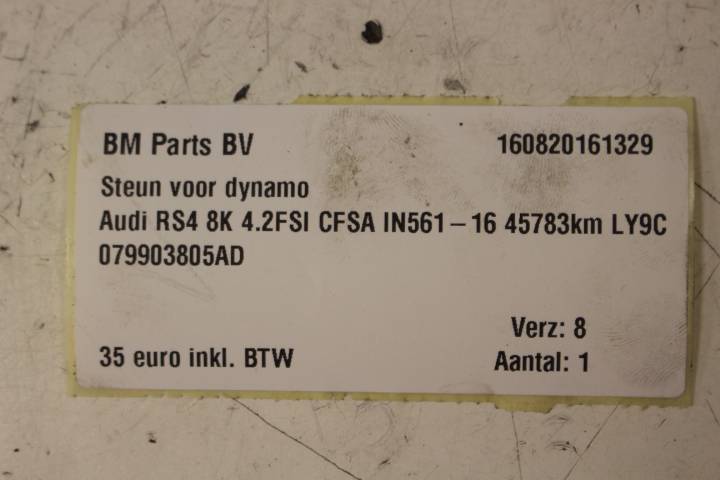 BM Parts BV 160820161329
Steun voor dynamo
Audi RS4 8K 4.2FSI CFSA IN561-16 45783km LY9C
079903805AD
Verz: 8
35 euro inkl. BTW Aantal: 1